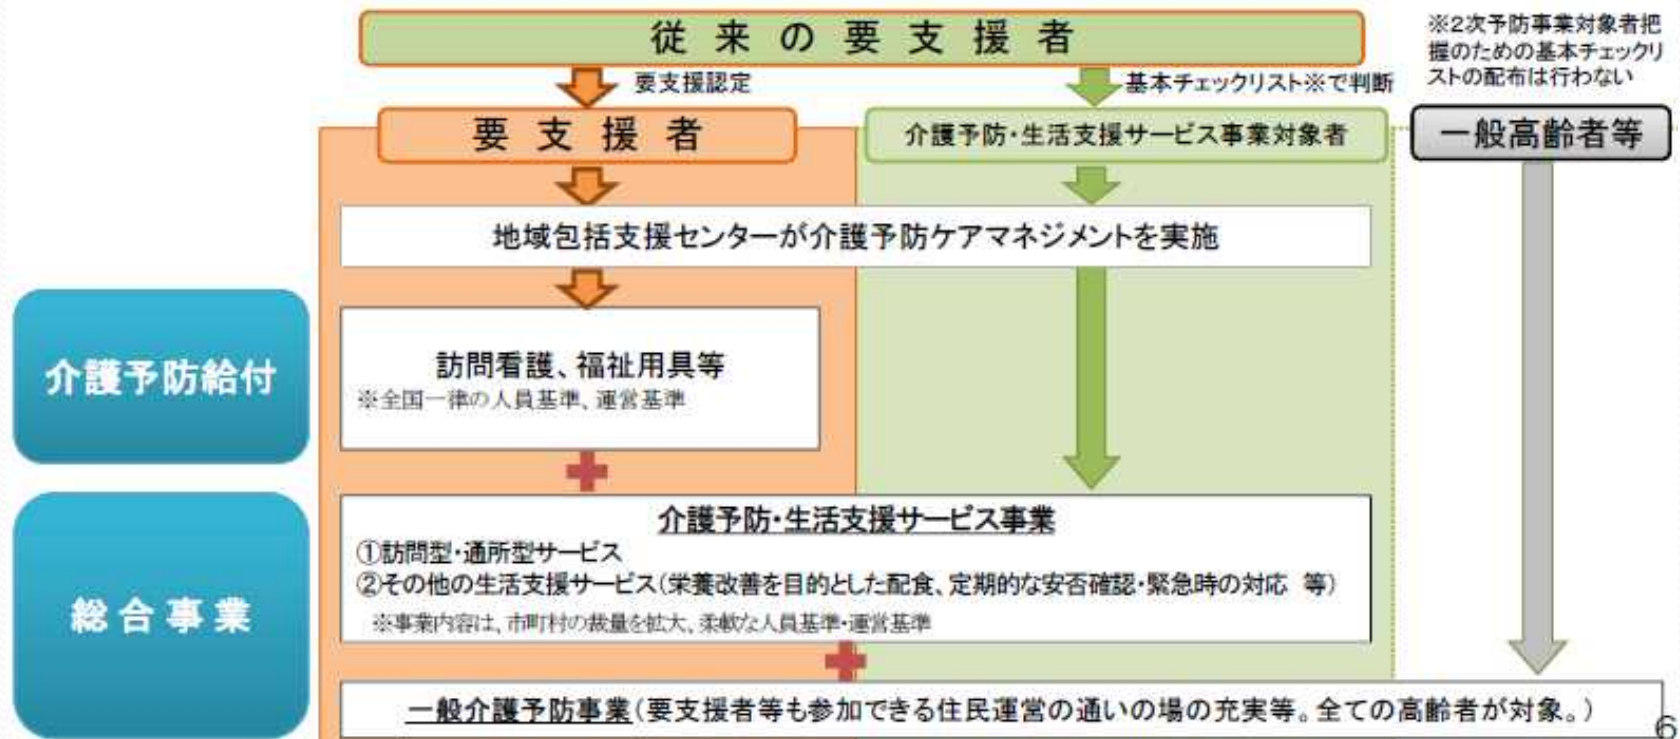 従来の要支援者
※2次予防事業対象者把
握のための基本チェックリ
ストの配布は行わない
要支援認定
基本チェックリスト※で判断
要支援者
介護予防・生活支援サービス事業対象者
一般高齢者等
地域包括支援センターが介護予防ケアマネジメントを実施
介護予防給付
訪問看護、福祉用具等
※全国一律の人員基準、運営基準
総合事業
介護予防・生活支援サービス事業
①訪問型・通所型サービス
②その他の生活支援サービス(栄養改善を目的とした配食、定期的な安否確認・緊急時の対応 等)
※事業内容は、市町村の裁量を拡大、柔軟な人員基準・運営基準
一般介護予防事業(要支援者等も参加できる住民運営の通いの場の充実等。全ての高齢者が対象。)
6